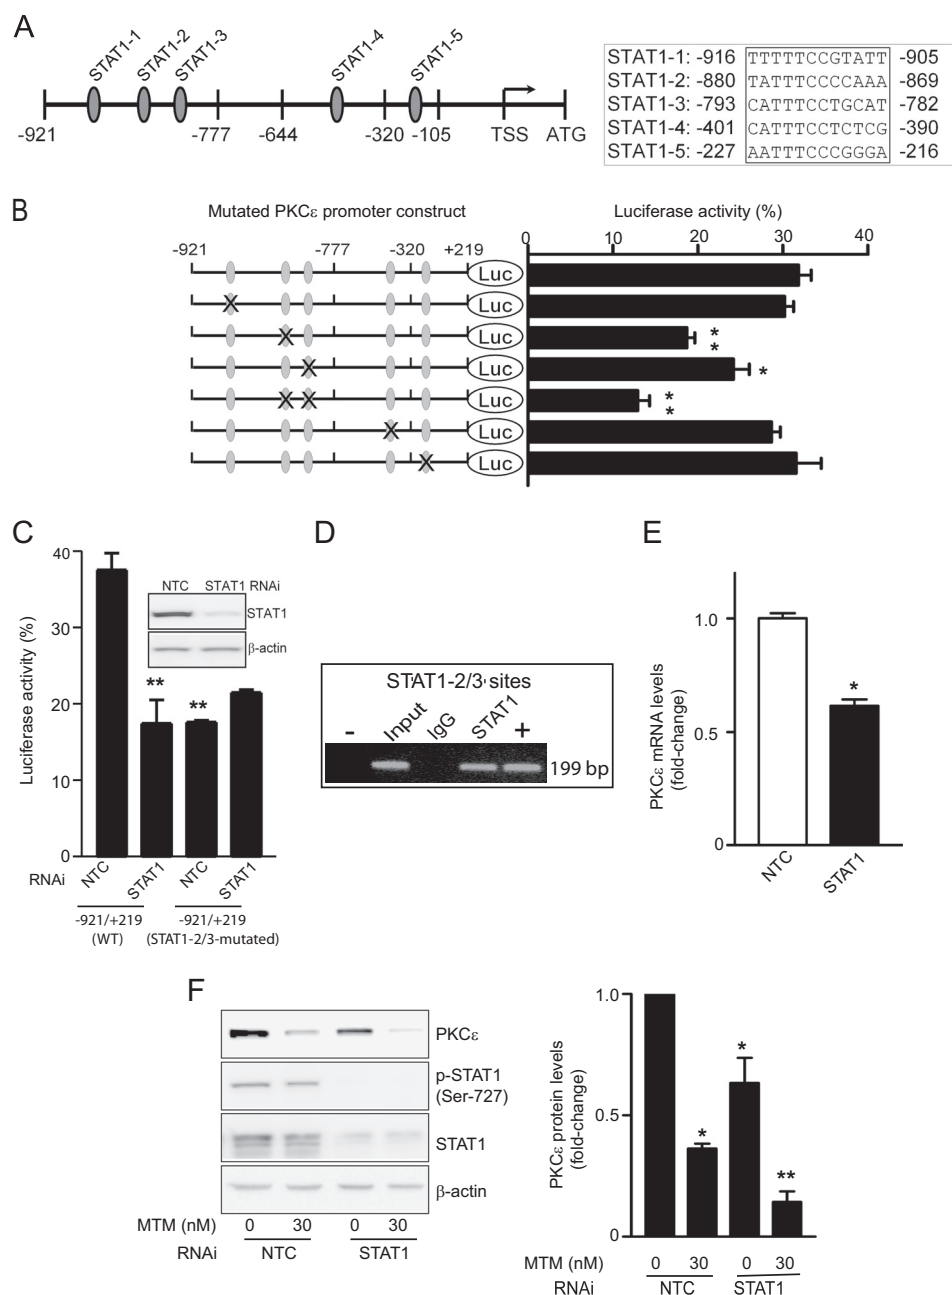 A
STAT1-1 STAT1-2 STAT1-3 STAT1-4 STAT1-5
-921 -777 -644 -320 -105 TSS ATG
STAT1-1: -916 TTTTTCCGTATT -905
STAT1-2: -880 TATTTCCCCAAA -869
STAT1-3: -793 CATTTCCTGCAT -782
STAT1-4: -401 CATTTCCTCTCG -390
STAT1-5: -227 AATTTCCCGGGA -216
B
Mutated PKCε promoter construct Luciferase activity (%)
-921 -777 -320 +219 0 10 20 30 40
Luc
X Luc
X Luc * *
X Luc *
X X Luc * *
X Luc
X Luc
C
Luciferase activity (%)
40
30
20
10
0
NTC STAT1 RNAi
STAT1
β-actin
** **
RNAi NTC STAT1 NTC STAT1
-921/+219 -921/+219
(WT) (STAT1-2/3-mutated)
D
STAT1-2/3 sites
- Input IgG STAT1 +
199 bp
E
PKCε mRNA levels
(fold-change)
1.0
0.5
0
*
NTC STAT1
F
PKCε
p-STAT1
(Ser-727)
STAT1
β-actin
MTM (nM) 0 30 0 30
RNAi NTC STAT1
PKCε protein levels
(fold-change)
1.0
0.5
0
* * **
MTM (nM) 0 30 0 30
RNAi NTC STAT1